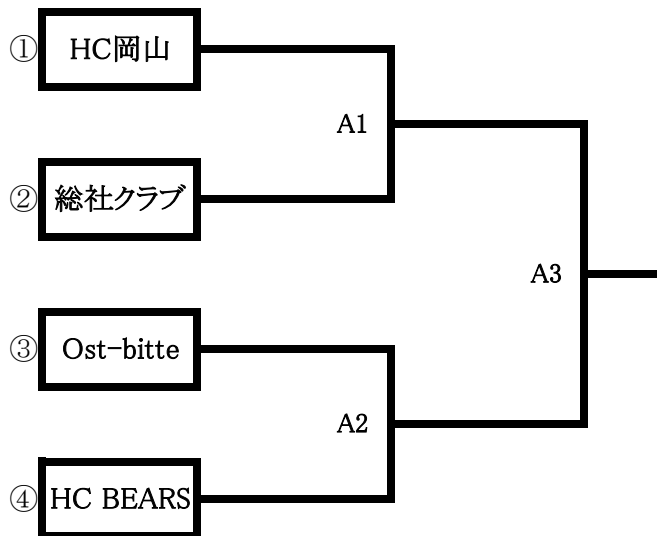 ① HC岡山
A1
② 総社クラブ
A3
③ Ost-bitte
A2
④ HC BEARS